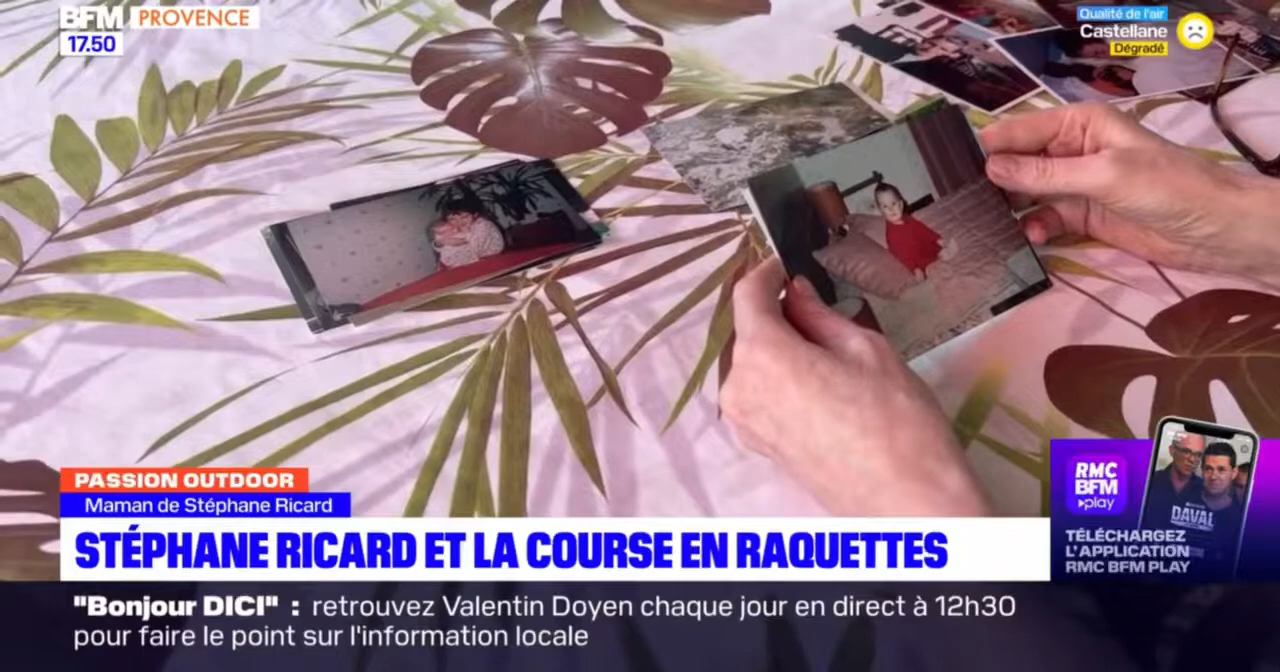 BFM PROVENCE
17.50
Qualité de l'air
Castellane
Dégradé
PASSION OUTDOOR
Maman de Stéphane Ricard
STÉPHANE RICARD ET LA COURSE EN RAQUETTES
RMC
BFM
play
DAVAL
TÉLÉCHARGEZ
L'APPLICATION
RMC BFM PLAY
"Bonjour DICI" : retrouvez Valentin Doyen chaque jour en direct à 12h30
pour faire le point sur l'information locale